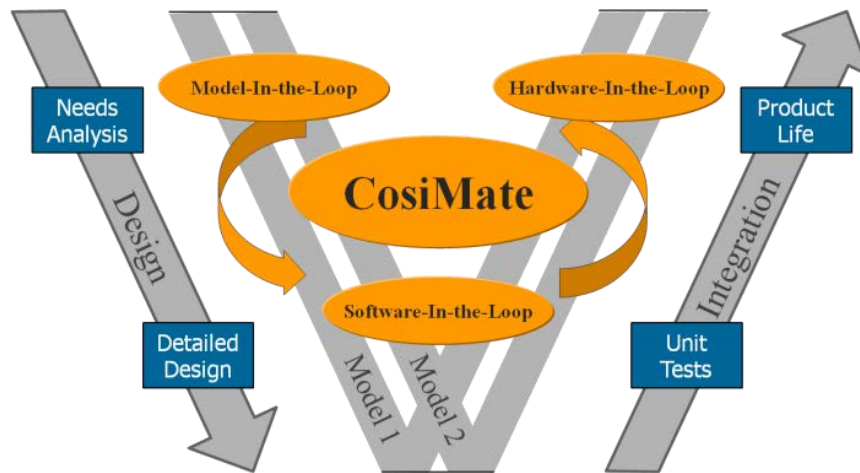 Model-In-the-Loop
Hardware-In-the-Loop
Needs
Analysis
Product
Life
CosiMate
Design
Integration
Software-In-the-Loop
Detailed
Design
Model 1
Model 2
Unit
Tests